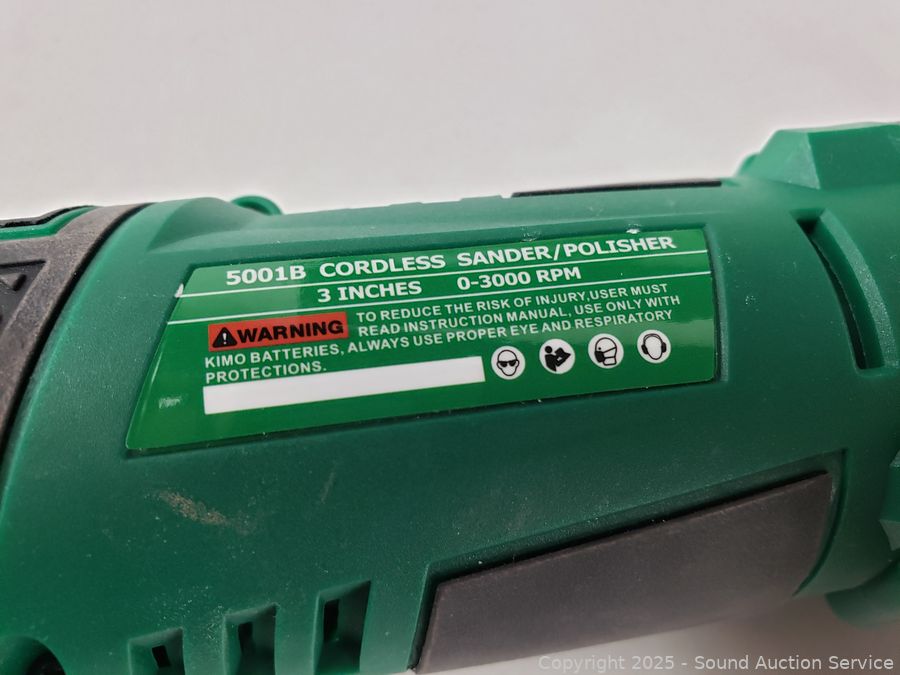 5001B CORDLESS SANDER/POLISHER
3 INCHES 0-3000 RPM
WARNING TO REDUCE THE RISK OF INJURY,USER MUST
READ INSTRUCTION MANUAL, USE ONLY WITH
KIMO BATTERIES, ALWAYS USE PROPER EYE AND RESPIRATORY
PROTECTIONS.
Copyright 2025 - Sound Auction Service